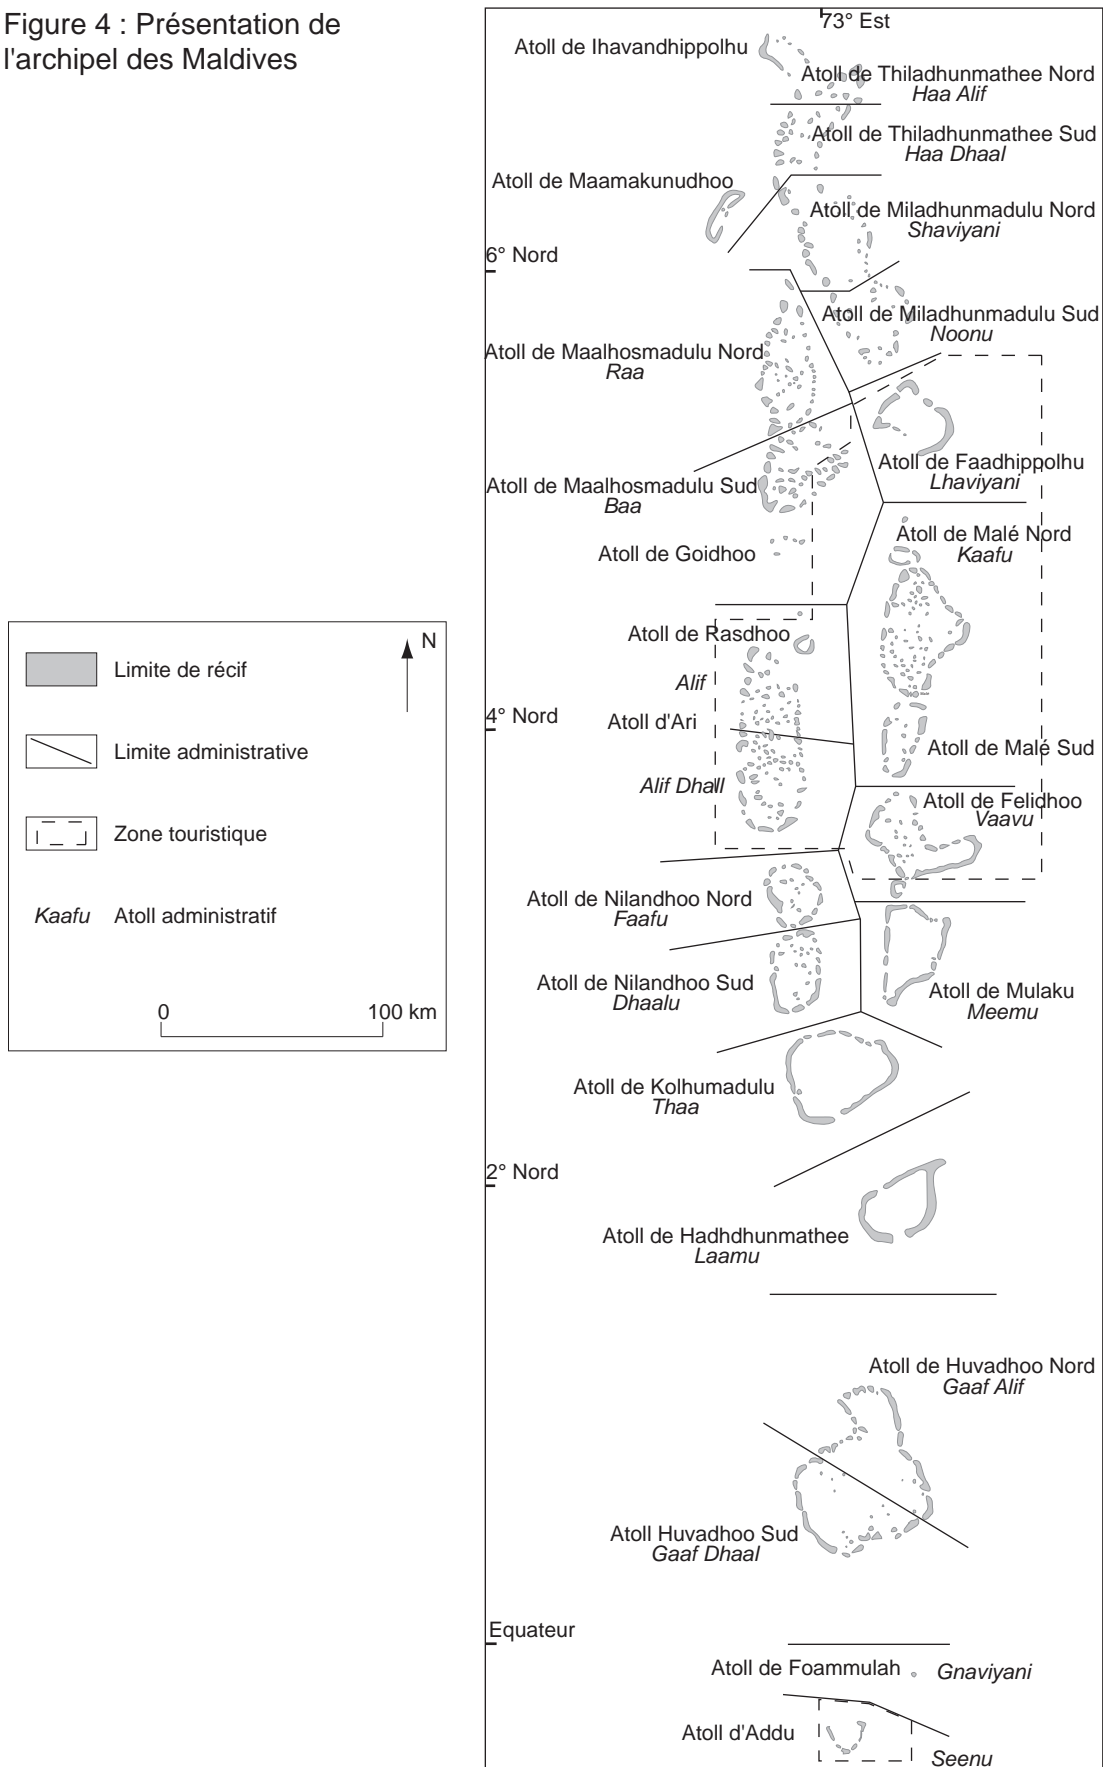 Figure 4 : Présentation de
l'archipel des Maldives
73° Est
Atoll de Ihavandhippolhu
Atoll de Thiladhunmathee Nord
Haa Alif
Atoll de Thiladhunmathee Sud
Haa Dhaal
Atoll de Maamakunudhoo
Atoll de Miladhunmadulu Nord
Shaviyani
6° Nord
Atoll de Miladhunmadulu Sud
Noonu
Atoll de Maalhosmadulu Nord
Raa
Atoll de Faadhippolhu
Lhaviyani
Atoll de Maalhosmadulu Sud
Baa
Atoll de Malé Nord
Kaafu
Atoll de Goidhoo
Atoll de Rasdhoo
Alif
4° Nord
Atoll d'Ari
Atoll de Malé Sud
Alif Dhall
Atoll de Felidhoo
Vaavu
Atoll de Nilandhoo Nord
Faafu
Atoll de Nilandhoo Sud
Dhaalu
Atoll de Mulaku
Meemu
Atoll de Kolhumadulu
Thaa
2° Nord
Atoll de Hadhdhunmathee
Laamu
Atoll de Huvadhoo Nord
Gaaf Alif
Atoll Huvadhoo Sud
Gaaf Dhaal
Equateur
Atoll de Foammulah
Gnaviyani
Atoll d'Addu
Seenu
N
Limite de récif
Limite administrative
Zone touristique
Kaafu Atoll administratif
0 100 km